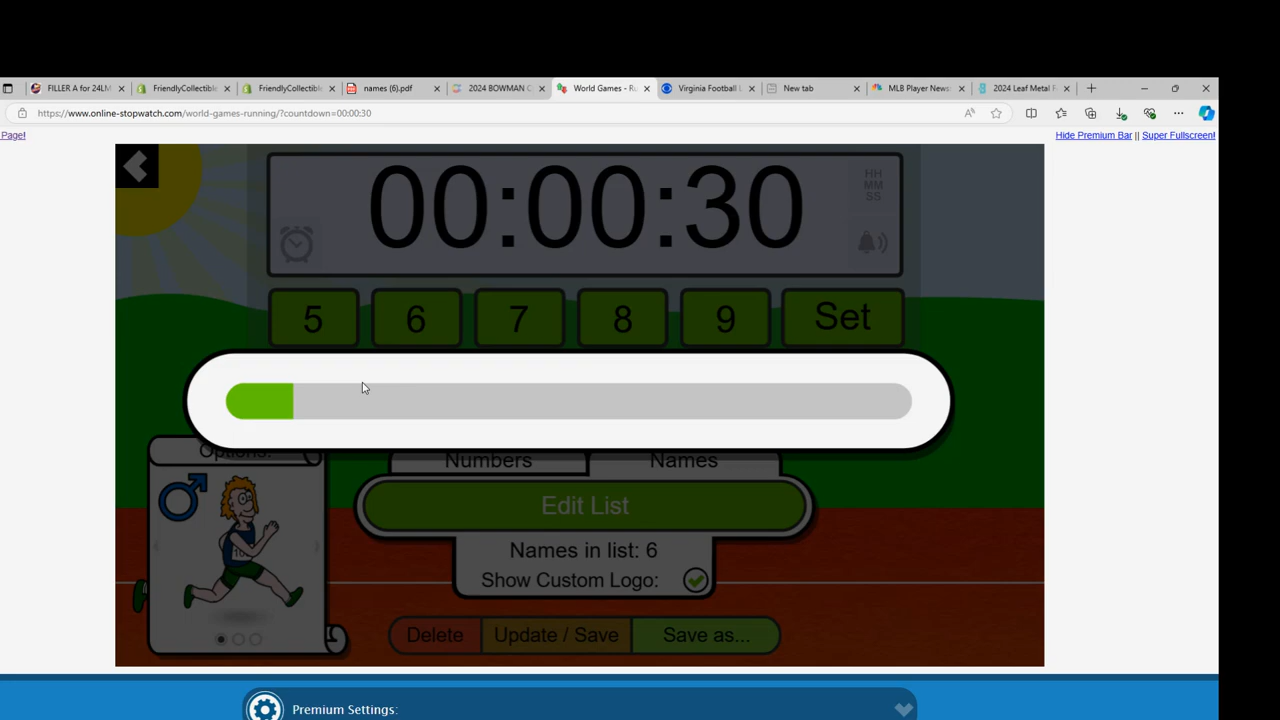 FILLER A for 24LM
FriendlyCollectible
FriendlyCollectible
names (6).pdf
2024 BOWMAN C
World Games - Ru
Virginia Football L
New tab
MLB Player News
2024 Leaf Metal F
https://www.online-stopwatch.com/world-games-running/?countdown=00:00:30
Page!
Hide Premium Bar || Super Fullscreen!
00:00:30
HH
MM
SS
5 6 7 8 9 Set
Options:
Numbers Names
Edit List
Names in list: 6
Show Custom Logo:
Delete Update / Save Save as...
Premium Settings: